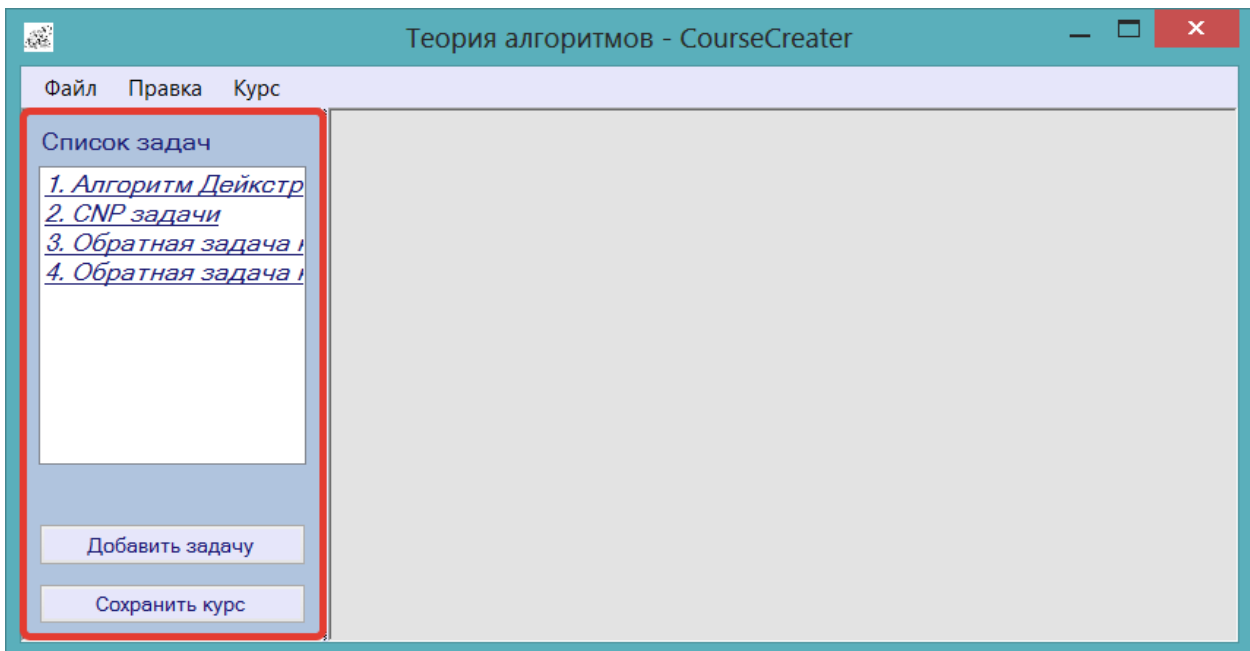 Теория алгоритмов - CourseCreater
Файл Правка Курс
Список задач
1. Алгоритм Дейкстр
2. CNP задачи
3. Обратная задача
4. Обратная задача
Добавить задачу
Сохранить курс